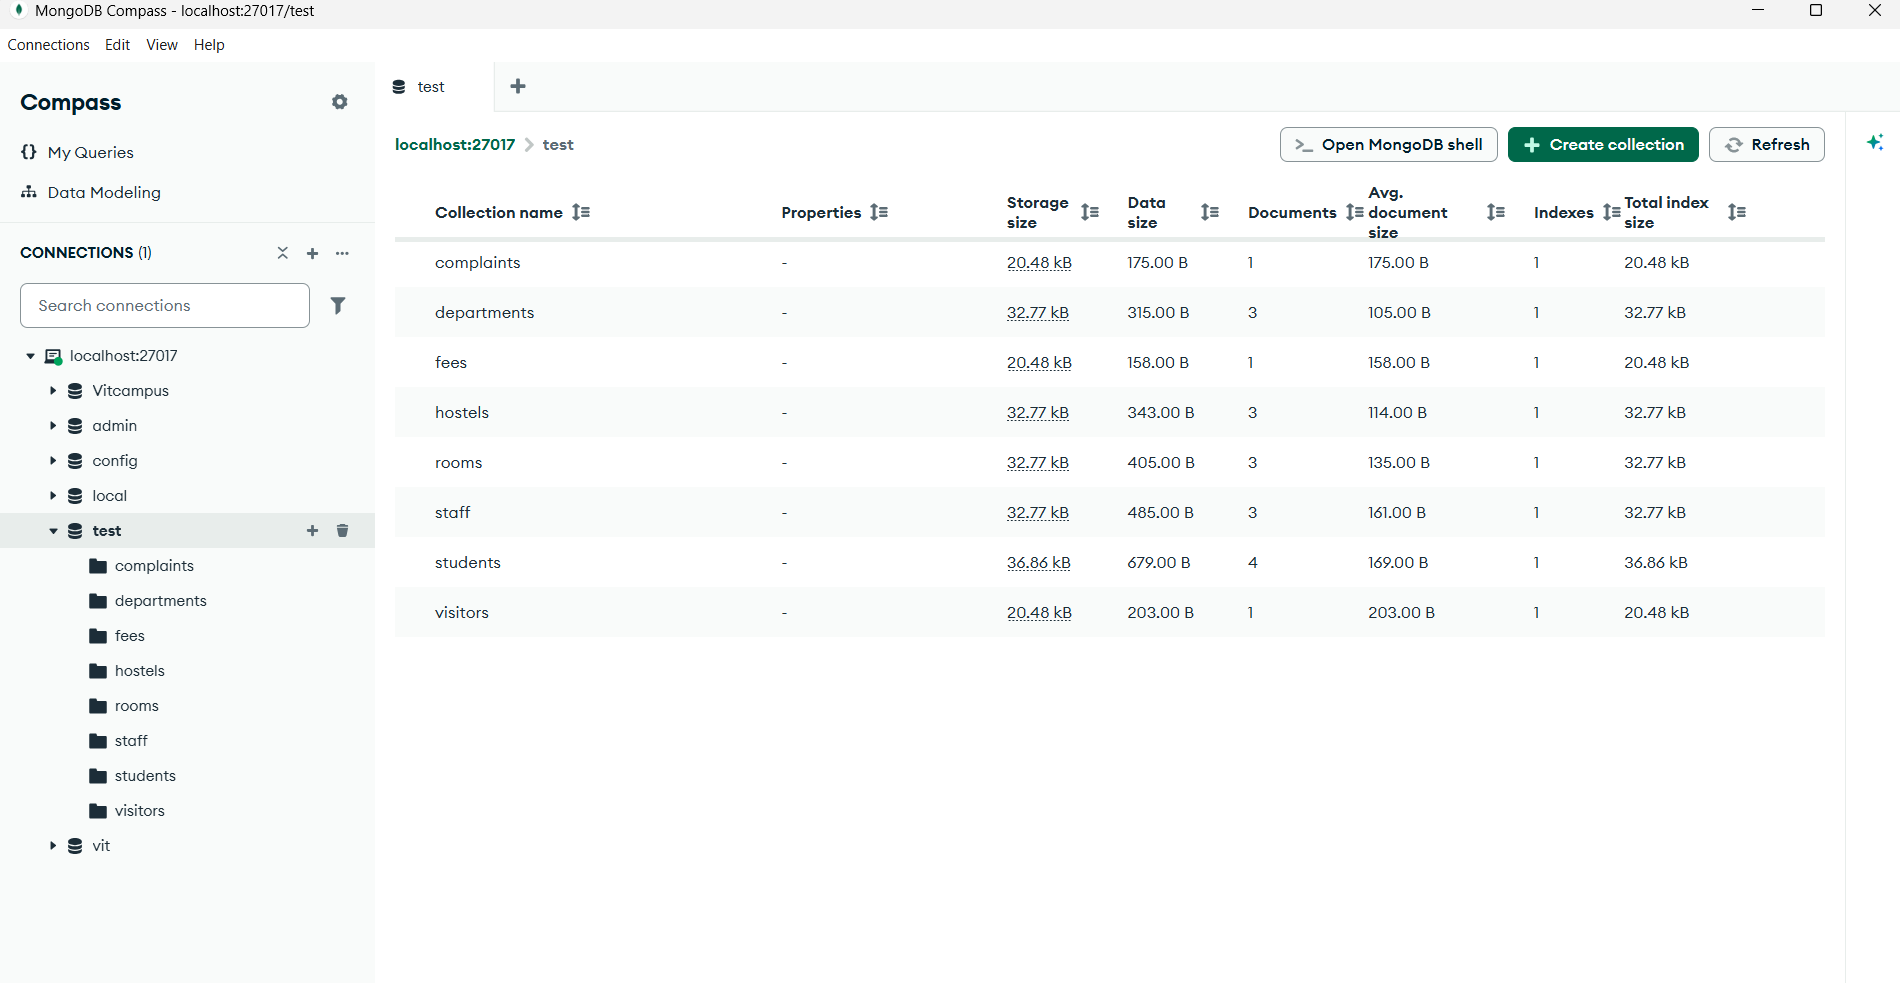 MongoDB Compass - localhost:27017/test
Connections Edit View Help
Compass
My Queries
Data Modeling
CONNECTIONS (1)
Search connections
localhost:27017
Vitcampus
admin
config
local
test
complaints
departments
fees
hostels
rooms
staff
students
visitors
vit
test
localhost:27017 test
Open MongoDB shell Create collection Refresh
Collection name Properties Storage size Data size Documents Avg. document size Indexes Total index size
complaints - 20.48 kB 175.00 B 1 175.00 B 1 20.48 kB
departments - 32.77 kB 315.00 B 3 105.00 B 1 32.77 kB
fees - 20.48 kB 158.00 B 1 158.00 B 1 20.48 kB
hostels - 32.77 kB 343.00 B 3 114.00 B 1 32.77 kB
rooms - 32.77 kB 405.00 B 3 135.00 B 1 32.77 kB
staff - 32.77 kB 485.00 B 3 161.00 B 1 32.77 kB
students - 36.86 kB 679.00 B 4 169.00 B 1 36.86 kB
visitors - 20.48 kB 203.00 B 1 203.00 B 1 20.48 kB